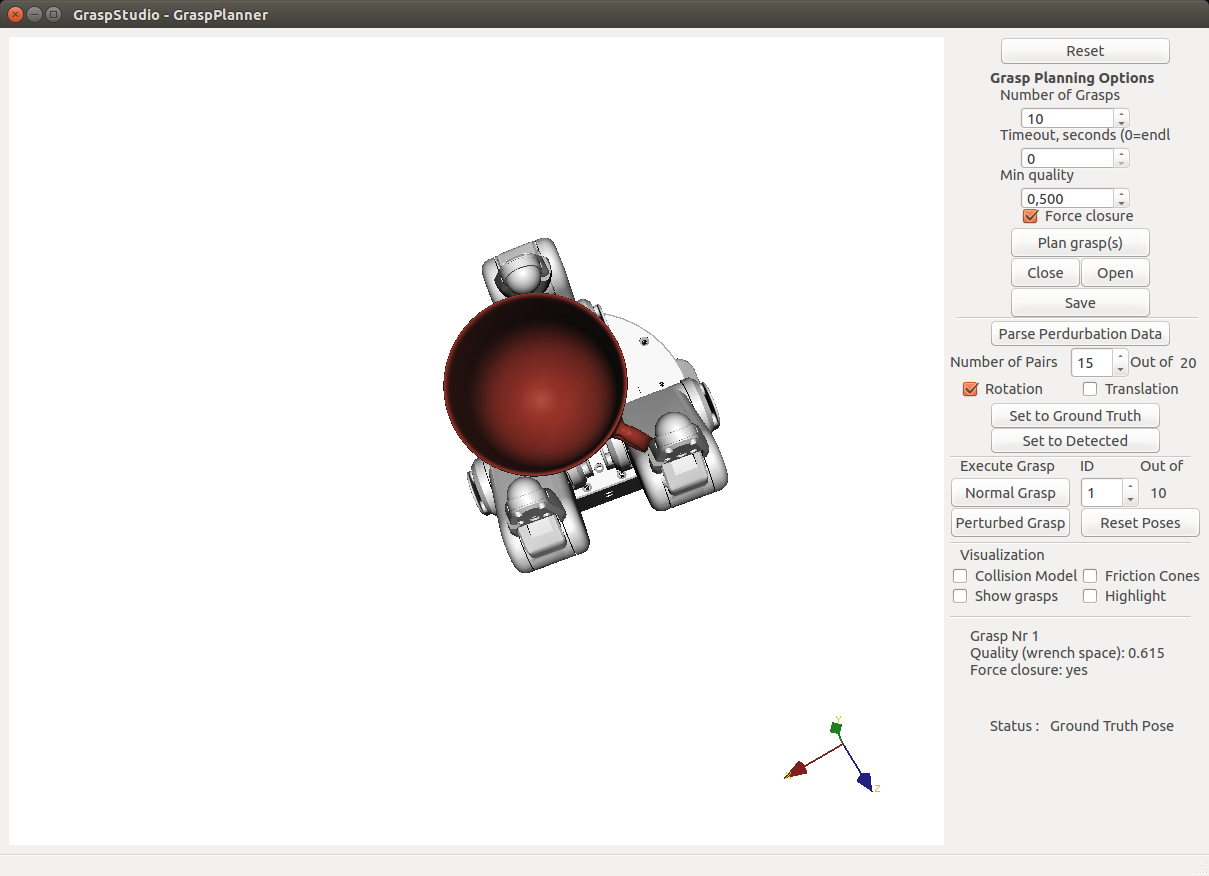 GraspStudio - GraspPlanner
Reset
Grasp Planning Options
Number of Grasps
10
Timeout, seconds (0=endl
0
Min quality
0,500
Force closure
Plan grasp(s)
Close Open
Save
Parse Perdurbation Data
Number of Pairs 15 Out of 20
Rotation Translation
Set to Ground Truth
Set to Detected
Execute Grasp ID Out of
Normal Grasp 1 10
Perturbed Grasp Reset Poses
Visualization
Collision Model Friction Cones
Show grasps Highlight
Grasp Nr 1
Quality (wrench space): 0.615
Force closure: yes
Status : Ground Truth Pose
Y
Z